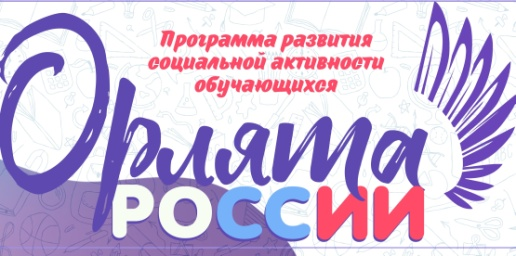 Программа развития
социальной активности
обучающихся
Орлята
РОССИИ